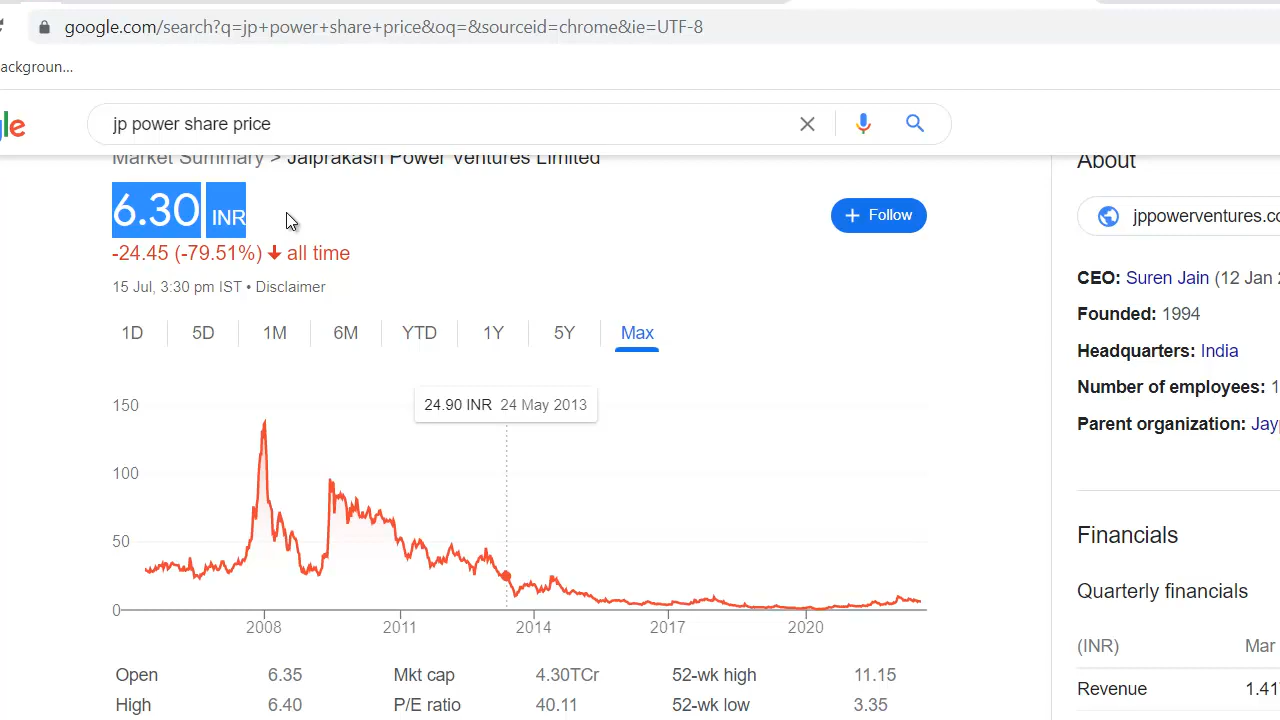 google.com/search?q=jp+power+share+price&oq=&sourceid=chrome&ie=UTF-8
ackgroun...
le
jp power share price
Market Summary > Jaiprakash Power Ventures Limited
6.30 INR
+ Follow
-24.45 (-79.51%) all time
15 Jul, 3:30 pm IST • Disclaimer
1D 5D 1M 6M YTD 1Y 5Y Max
24.90 INR 24 May 2013
150
100
50
0
2008 2011 2014 2017 2020
Open 6.35 Mkt cap 4.30TCr 52-wk high 11.15
High 6.40 P/E ratio 40.11 52-wk low 3.35
About
jppowerventures.co
CEO: Suren Jain (12 Jan 2
Founded: 1994
Headquarters: India
Number of employees: 1
Parent organization: Jayp
Financials
Quarterly financials
(INR) Mar
Revenue 1.41